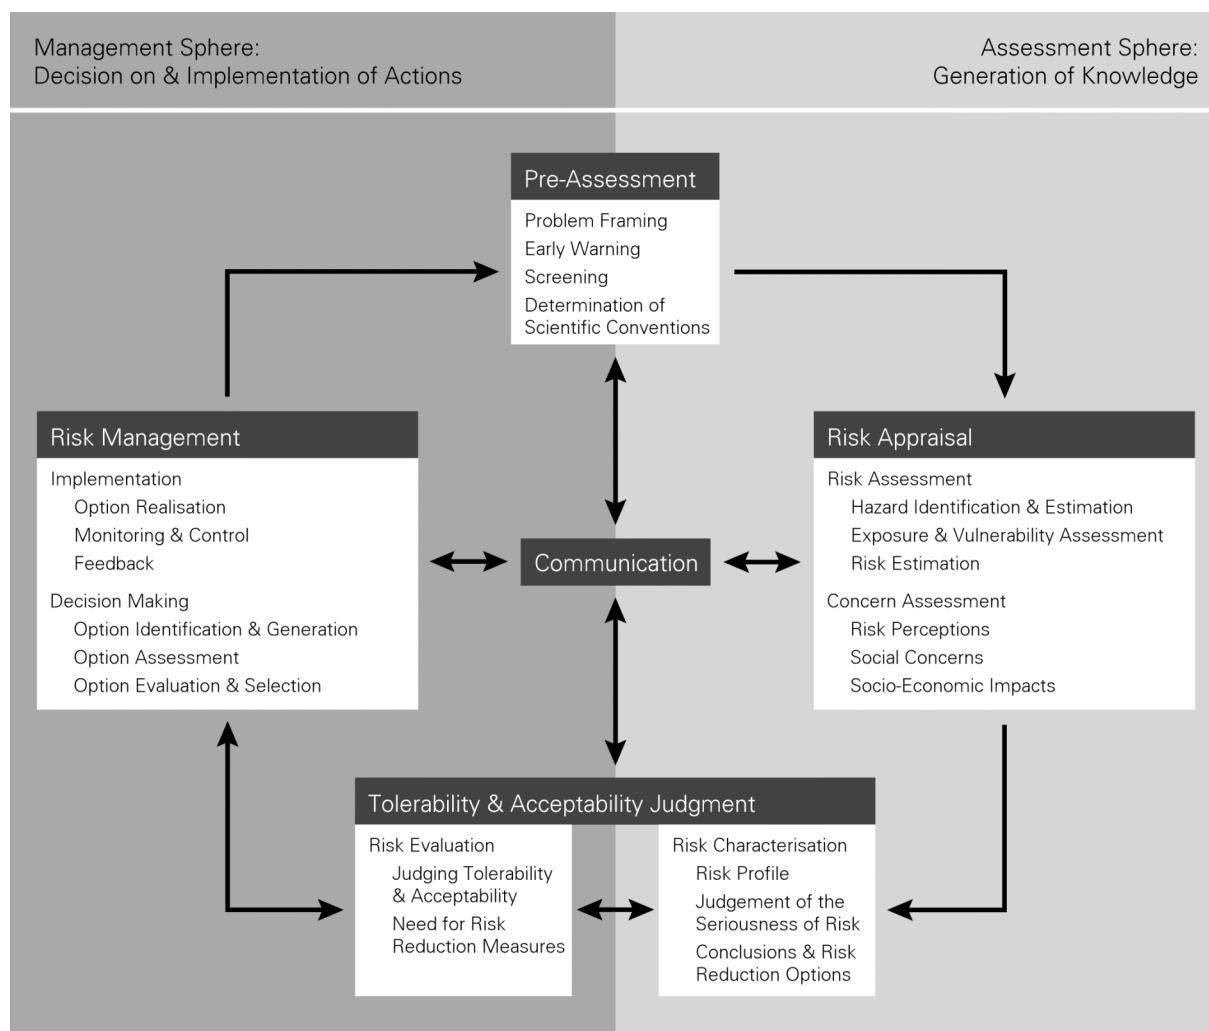 Management Sphere:
Decision on & Implementation of Actions
Assessment Sphere:
Generation of Knowledge
Pre-Assessment
Problem Framing
Early Warning
Screening
Determination of
Scientific Conventions
Risk Management
Implementation
Option Realisation
Monitoring & Control
Feedback
Decision Making
Option Identification & Generation
Option Assessment
Option Evaluation & Selection
Communication
Risk Appraisal
Risk Assessment
Hazard Identification & Estimation
Exposure & Vulnerability Assessment
Risk Estimation
Concern Assessment
Risk Perceptions
Social Concerns
Socio-Economic Impacts
Tolerability & Acceptability Judgment
Risk Evaluation
Judging Tolerability
& Acceptability
Need for Risk
Reduction Measures
Risk Characterisation
Risk Profile
Judgement of the
Seriousness of Risk
Conclusions & Risk
Reduction Options